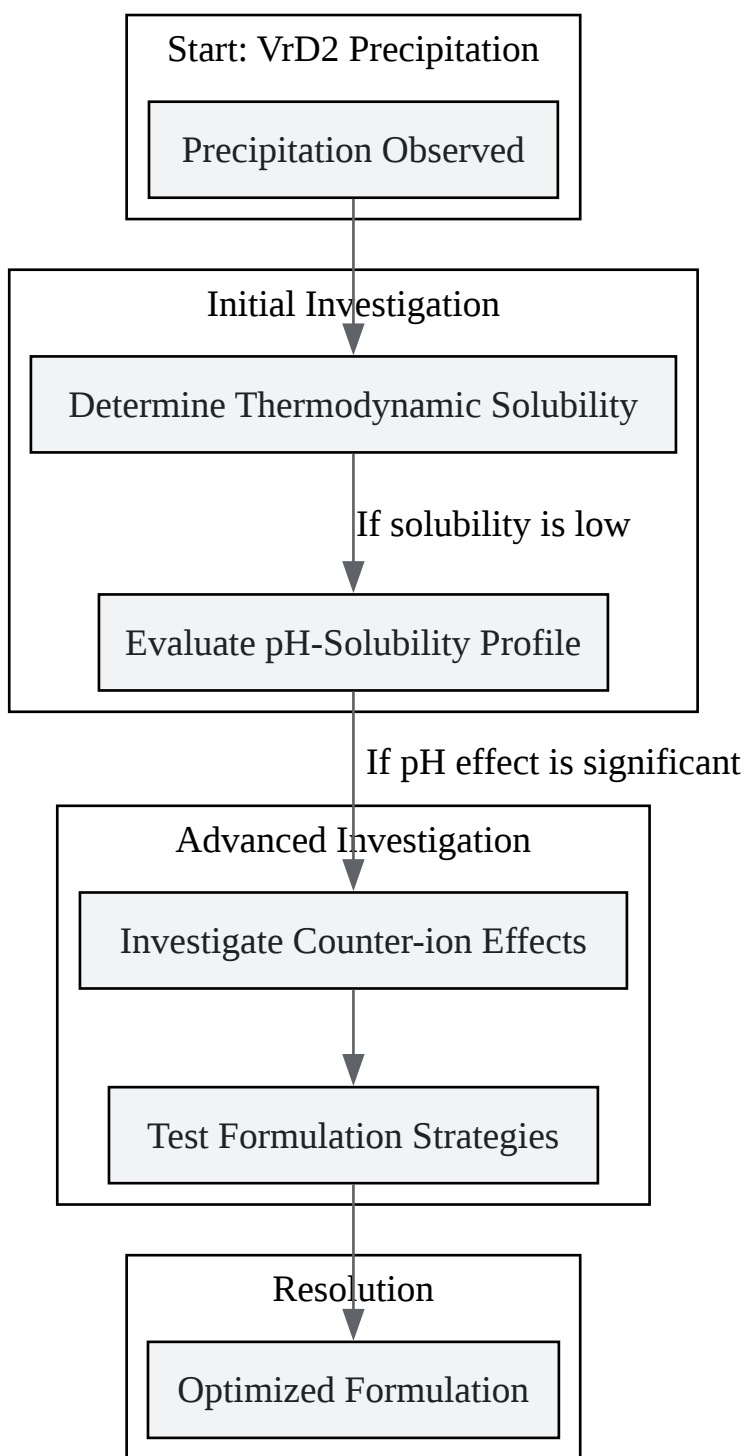 Start: VrD2 Precipitation
Precipitation Observed
Initial Investigation
Determine Thermodynamic Solubility
If solubility is low
Evaluate pH-Solubility Profile
If pH effect is significant
Advanced Investigation
Investigate Counter-ion Effects
Test Formulation Strategies
Resolution
Optimized Formulation